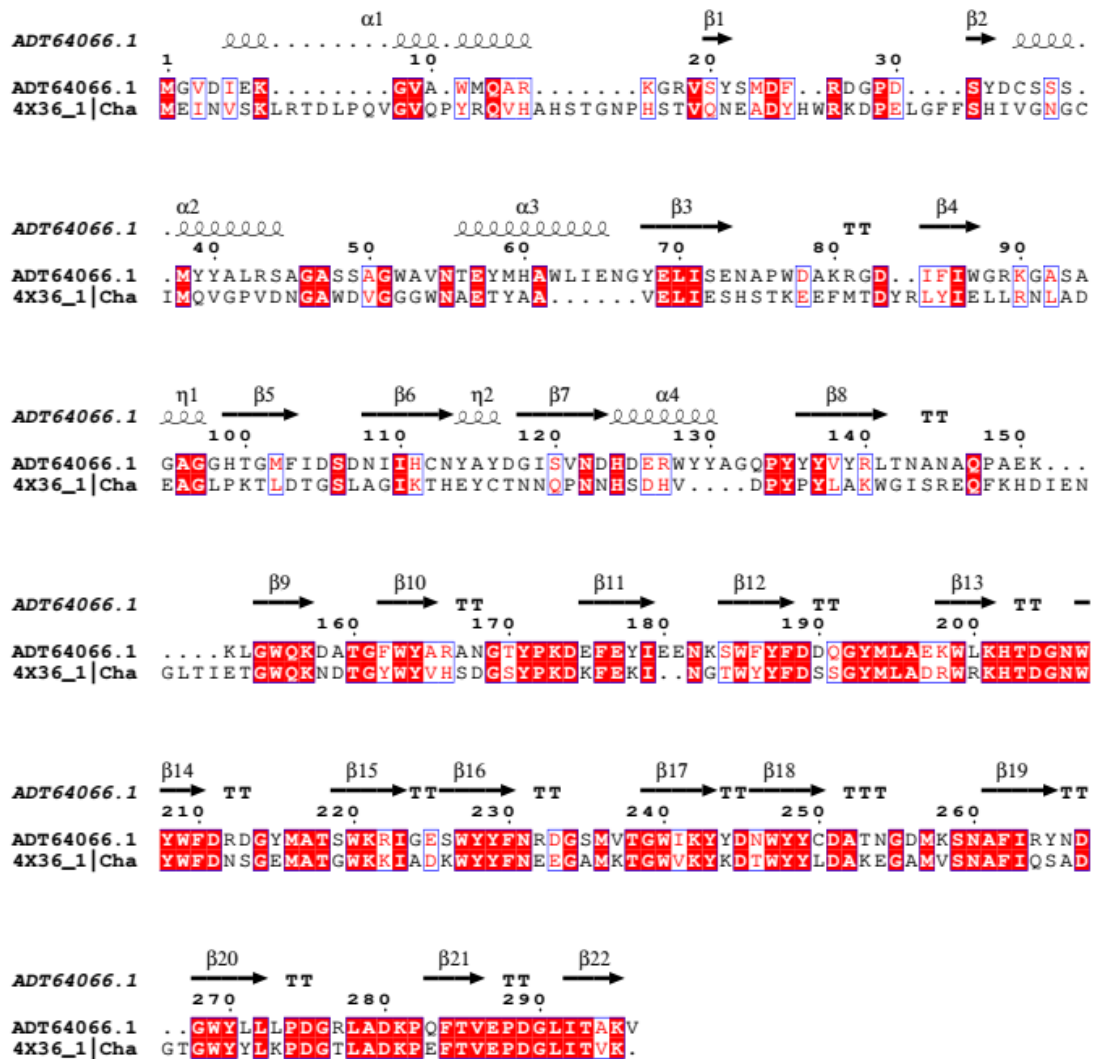 α1 β1 β2
ADT64066.1
1 10 20 30
ADT64066.1 MGVDIEK........GVA.WMQAR.......KGRVSYSMDF..RDGPD....SYDCSSS.
4X36_1|Cha MEINVSKLRTDLPQVGVQPYRQVHAHSTGNPHSTVQNEADYHWRKDPELGFFSHIVGNGC
α2 α3 β3 β4
ADT64066.1 TT
40 50 60 70 80 90
ADT64066.1 .MYYALRSAGASSAGWAVNTEYMHAWLIENGYELISENAPWDAKRGD..IFIWGRKGASA
4X36_1|Cha IMQVGPVDNGAWDVGGGWNAETYAA......VELIESHSTKEEFMTDYRLYIELLRNLAD
η1 β5 β6 η2 β7 α4 β8
ADT64066.1 TT
100 110 120 130 140 150
ADT64066.1 GAGGHTGMFIDSDNIIHCNYAYDGISVNDHDERWYYAGQPYYYVYRLTNANAQPAEK...
4X36_1|Cha EAGLPKTLDTGSLAGIKTHEYCTNNQPNNHSDHV....DPYPYLAKWGISREQFKHDIEN
β9 β10 β11 β12 β13
ADT64066.1 TT TT TT
160 170 180 190 200
ADT64066.1 ....KLGWQKDATGFWYARANGTYPKDEFEYIEENKSWFYFDDQGYMLAEKWLKHTDGNW
4X36_1|Cha GLTIETGWQKNDTGYWYVHSDGSYPKDKFEKI..NGTWYYFDSSGYMLADRWRKHTDGNW
β14 β15 β16 β17 β18 β19
ADT64066.1 TT TT TT TT TTT TT
210 220 230 240 250 260
ADT64066.1 YWFDRDGYMATSWKRIGESWYYFNRDGSMVTGWIKYYDNWYYCDATNGDMKSNAFIRYND
4X36_1|Cha YWFDNSGEMATGWKKIADKWYYFNEEGAMKTGWVKYKDTWYYLDAKEGAMVSNAFIQSAD
β20 β21 β22
ADT64066.1 TT TT
270 280 290
ADT64066.1 ..GWYLLLPDGRLADKPQFTVEPDGLITAKV
4X36_1|Cha GTGWYYLKPDGTLADKPEFTVEPDGLITVK.